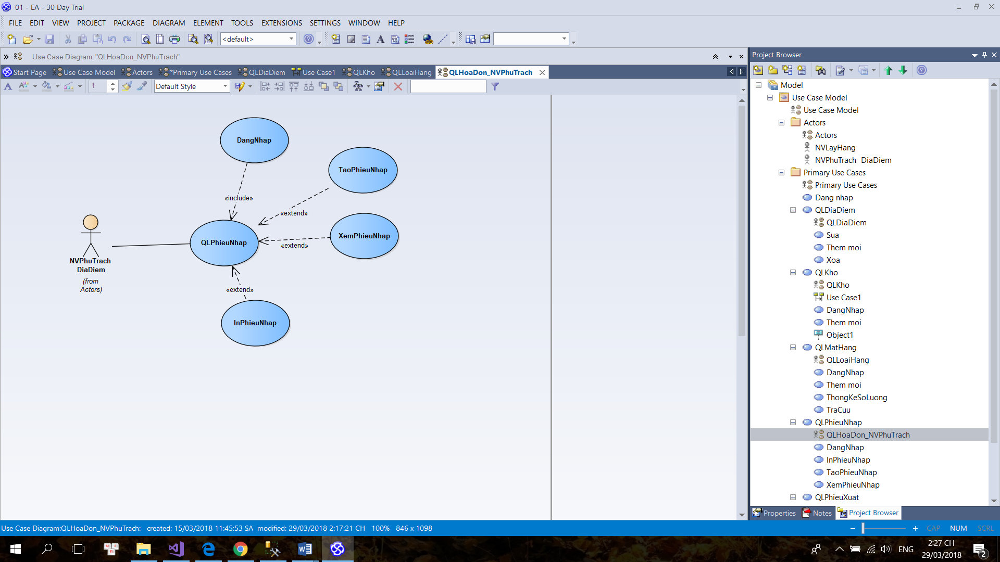 01 - EA - 30 Day Trial
FILE EDIT VIEW PROJECT PACKAGE DIAGRAM ELEMENT TOOLS EXTENSIONS SETTINGS WINDOW HELP
<default>
Use Case Diagram: "QLHoaDon_NVPhuTrach"
Start Page Use Case Model Actors *Primary Use Cases QLDiaDiem Use Case1 QLKho QLLoaiHang QLHoaDon_NVPhuTrach
1 Default Style
DangNhap
TaoPhieuNhap
«include»
«extend»
XemPhieuNhap
QLPhieuNhap
«extend»
NVPhuTrach
DiaDiem
(from
Actors)
«extend»
InPhieuNhap
Project Browser
Model
Use Case Model
Use Case Model
Actors
Actors
NVLayHang
NVPhuTrach DiaDiem
Primary Use Cases
Primary Use Cases
Dang nhap
QLDiaDiem
QLDiaDiem
Sua
Them moi
Xoa
QLKho
QLKho
Use Case1
DangNhap
Them moi
Object1
QLMatHang
QLLoaiHang
DangNhap
Them moi
ThongKeSoLuong
TraCuu
QLPhieuNhap
QLHoaDon_NVPhuTrach
DangNhap
InPhieuNhap
TaoPhieuNhap
XemPhieuNhap
QLPhieuXuat
Properties Notes Project Browser
Use Case Diagram:QLHoaDon_NVPhuTrach: created: 15/03/2018 11:45:53 SA modified: 29/03/2018 2:17:21 CH 100% 846 x 1098
CAP NUM SCRL
ENG
2:27 CH
29/03/2018
2